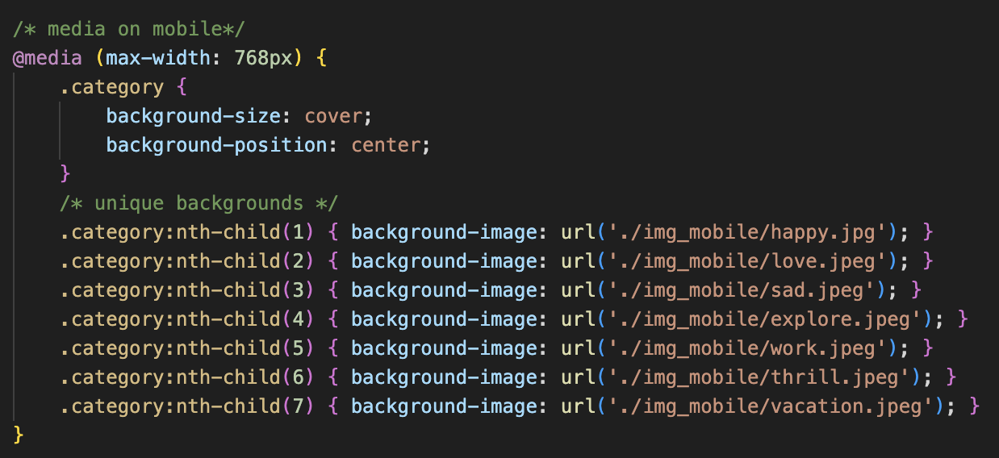 /* media on mobile*/
@media (max-width: 768px) {
    .category {
        background-size: cover;
        background-position: center;
    }
    /* unique backgrounds */
    .category:nth-child(1) { background-image: url('./img_mobile/happy.jpg'); }
    .category:nth-child(2) { background-image: url('./img_mobile/love.jpeg'); }
    .category:nth-child(3) { background-image: url('./img_mobile/sad.jpeg'); }
    .category:nth-child(4) { background-image: url('./img_mobile/explore.jpeg'); }
    .category:nth-child(5) { background-image: url('./img_mobile/work.jpeg'); }
    .category:nth-child(6) { background-image: url('./img_mobile/thrill.jpeg'); }
    .category:nth-child(7) { background-image: url('./img_mobile/vacation.jpeg'); }
}